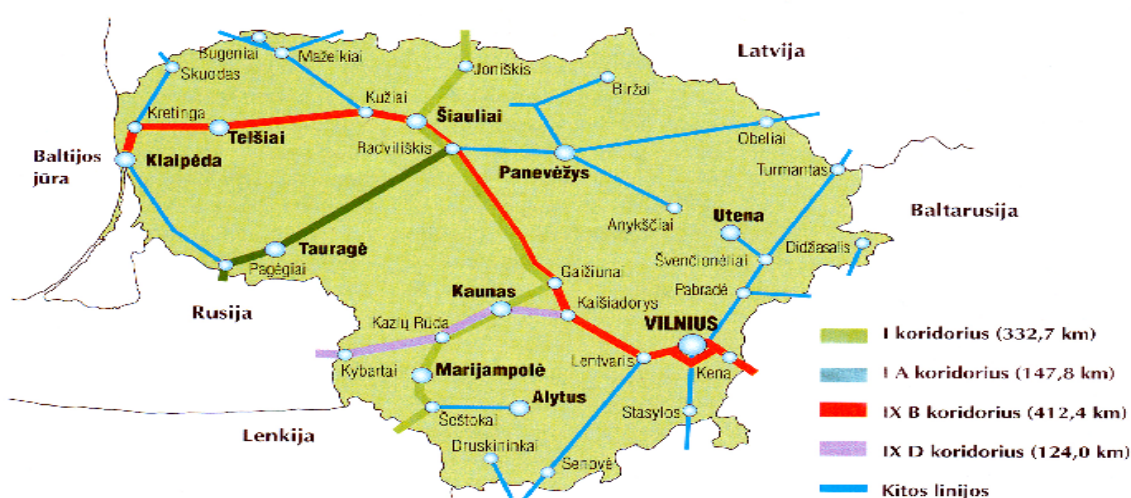 Latvija
Bugeniai
Mažeikiai
Skuodas
Joniškis
Biržai
Kretinga
Telšiai
Kužiai
Šiauliai
Obeliai
Baltijos
jūra
Klaipėda
Radviliškis
Panevėžys
Turmantas
Anykščiai
Utena
Baltarusija
Tauragė
Pagėgiai
Švenčionėliai
Didžiasalis
Gaižiunai
Rusija
Kaunas
Kaišiadorys
Pabradė
Kazlų Rūda
VILNIUS
Kybartai
Lentvaris
Kena
Marijampolė
Alytus
Šoštokai
Stasylos
Lenkija
Druskininkai
Senovė
I koridorius (332,7 km)
I A koridorius (147,8 km)
IX B koridorius (412,4 km)
IX D koridorius (124,0 km)
Kitos linijos